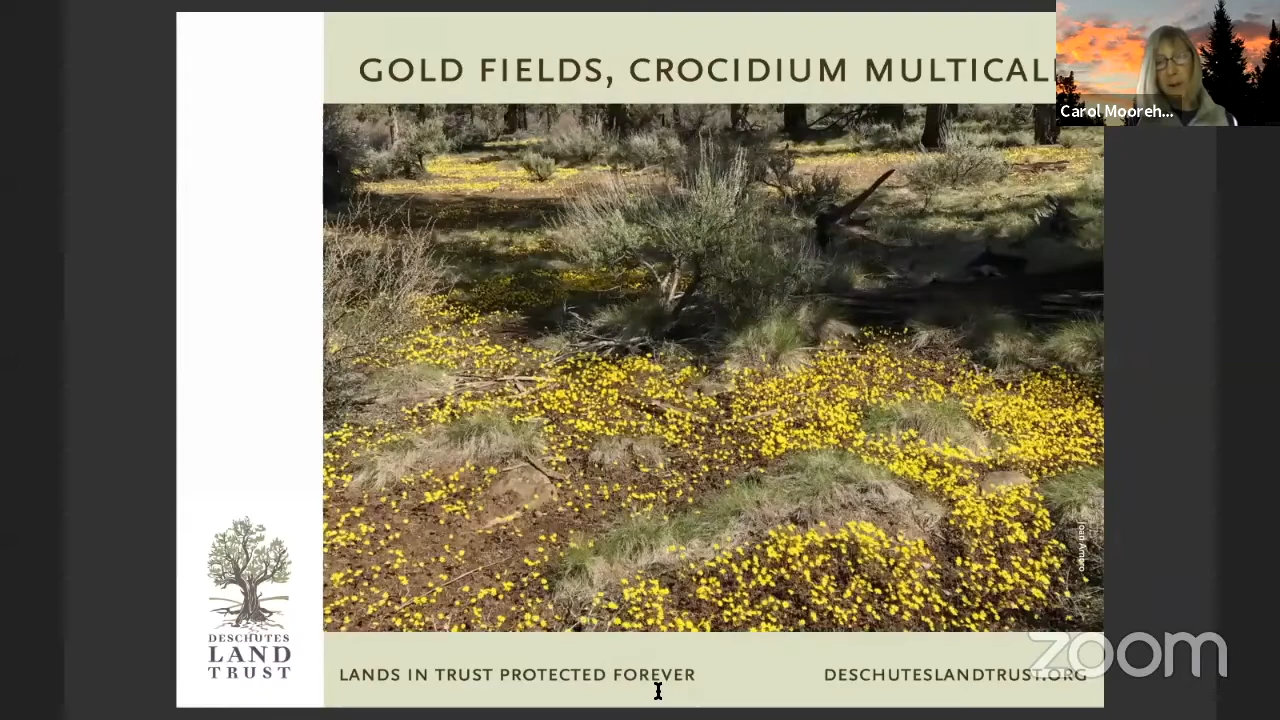 GOLD FIELDS, CROCIDIUM MULTICAL
Carol Mooreh...
DESCHUTES
LAND
TRUST
LANDS IN TRUST PROTECTED FOREVER
DESCHUTESLANDTRUST.ORG
zoom